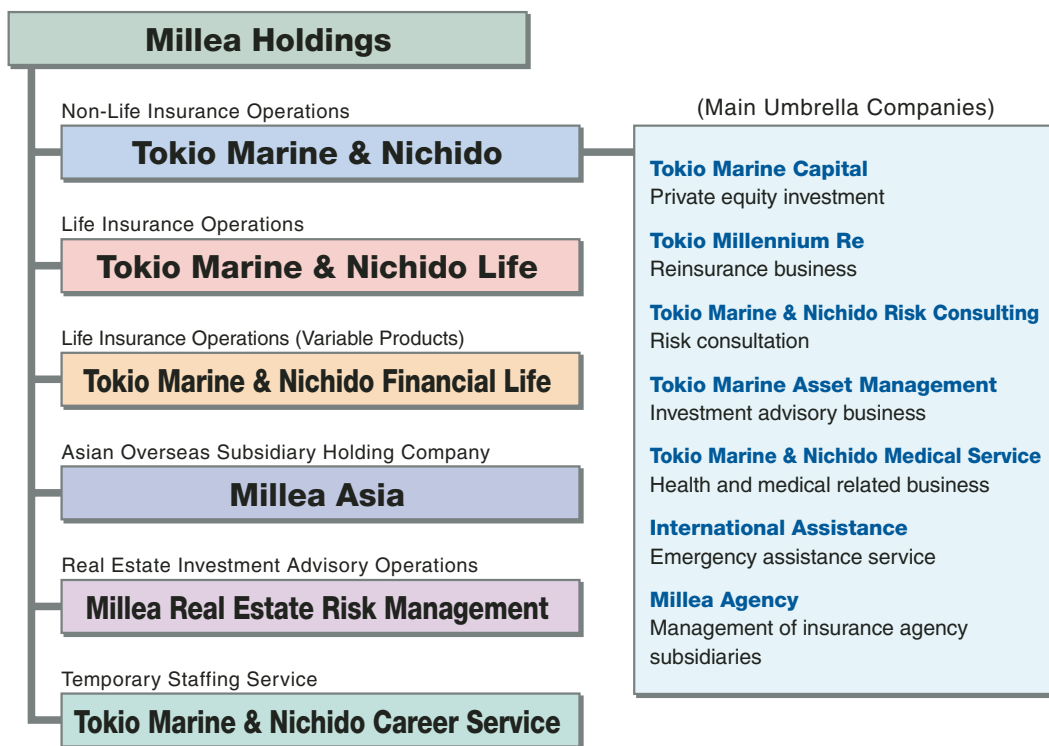 Millea Holdings
Non-Life Insurance Operations
Tokio Marine & Nichido
Life Insurance Operations
Tokio Marine & Nichido Life
Life Insurance Operations (Variable Products)
Tokio Marine & Nichido Financial Life
Asian Overseas Subsidiary Holding Company
Millea Asia
Real Estate Investment Advisory Operations
Millea Real Estate Risk Management
Temporary Staffing Service
Tokio Marine & Nichido Career Service
(Main Umbrella Companies)
Tokio Marine Capital
Private equity investment
Tokio Millennium Re
Reinsurance business
Tokio Marine & Nichido Risk Consulting
Risk consultation
Tokio Marine Asset Management
Investment advisory business
Tokio Marine & Nichido Medical Service
Health and medical related business
International Assistance
Emergency assistance service
Millea Agency
Management of insurance agency
subsidiaries